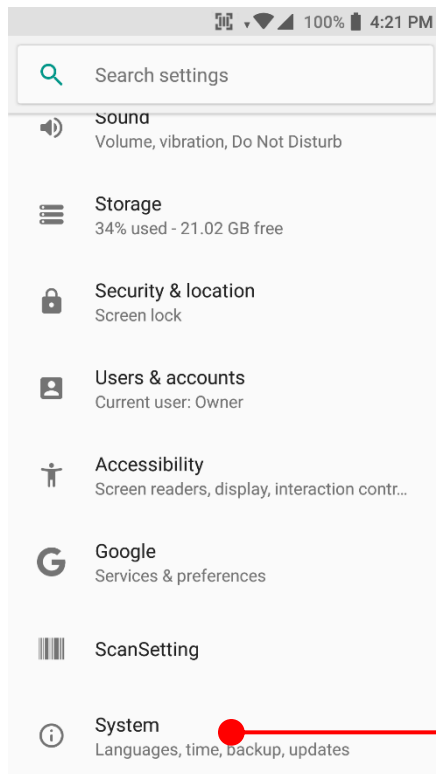 100% 4:21 PM
Search settings
Sound
Volume, vibration, Do Not Disturb
Storage
34% used - 21.02 GB free
Security & location
Screen lock
Users & accounts
Current user: Owner
Accessibility
Screen readers, display, interaction contr...
Google
Services & preferences
ScanSetting
System
Languages, time, backup, updates